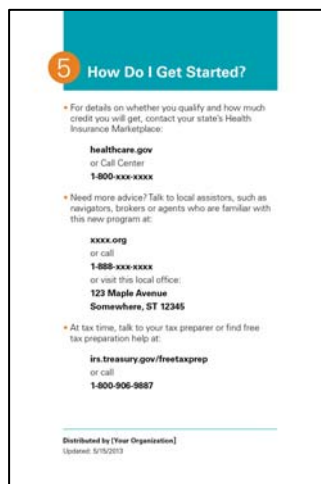 5
How Do I Get Started?
• For details on whether you qualify and how much
credit you will get, contact your state's Health
Insurance Marketplace:
healthcare.gov
or Call Center
1-800-xxx-xxxx
• Need more advice? Talk to local assistors, such as
navigators, brokers or agents who are familiar with
this new program at:
xxxx.org
or call
1-888-xxx-xxxx
or visit this local office:
123 Maple Avenue
Somewhere, ST 12345
• At tax time, talk to your tax preparer or find free
tax preparation help at:
irs.treasury.gov/freetaxprep
or call
1-800-906-9887
Distributed by [Your Organization]
Updated: 5/15/2013